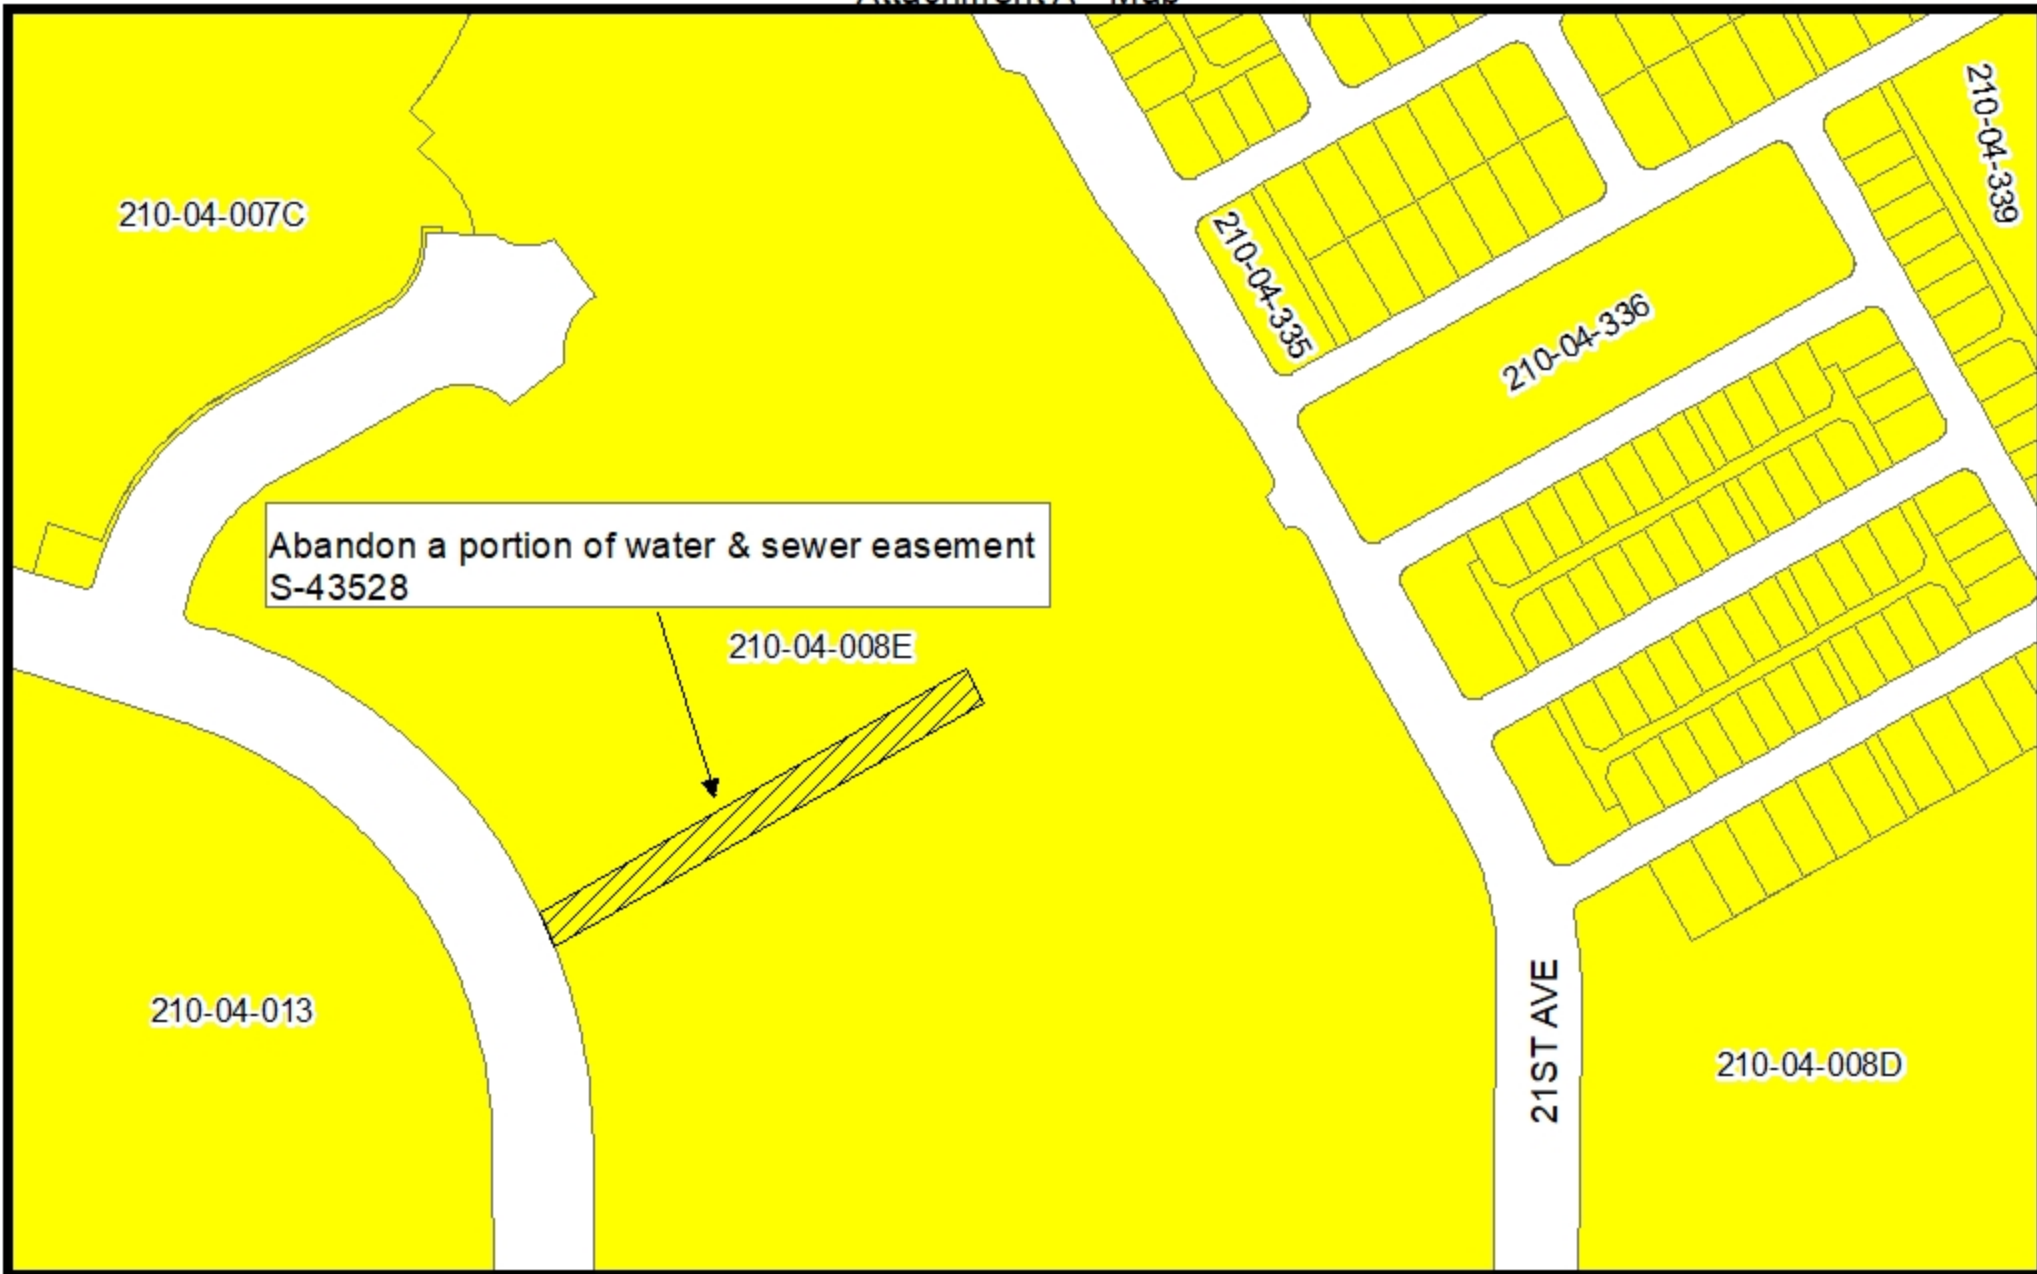 210-04-339
210-04-007C
210-04-335
210-04-336
Abandon a portion of water & sewer easement
S-43528
210-04-008E
210-04-013
21ST AVE
210-04-008D